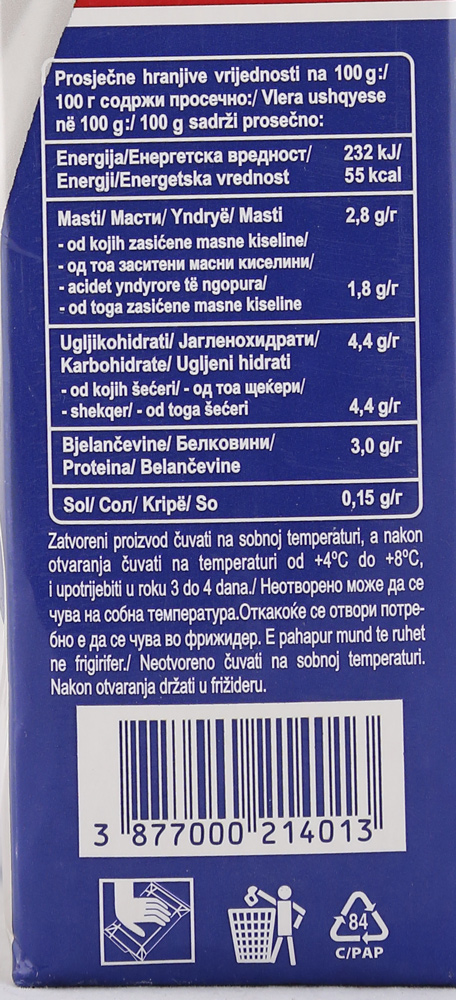 Prosječne hranjive vrijednosti na 100 g:/
100 г содржи просечно:/ Vlera ushqyese
në 100 g:/ 100 g sadrži prosečno:
Energija/Енергетска вредност/ 232 kJ/
Energji/Energetska vrednost 55 kcal
Masti/ Масти/ Yndryë/ Masti 2,8 g/г
- od kojih zasićene masne kiseline/
- од тоа заситени масни киселини/
- acidet yndyrore të ngopura/ 1,8 g/г
- od toga zasićene masne kiseline
Ugljikohidrati/ Јагленохидрати/ 4,4 g/г
Karbohidrate/ Ugljeni hidrati
- od kojih šećeri/ - од тоа щеќери/
- shekqer/ - od toga šećeri 4,4 g/г
Bjelančevine/ Белковини/ 3,0 g/г
Proteina/ Belančevine
Sol/ Сол/ Kripë/ So 0,15 g/г
Zatvoreni proizvod čuvati na sobnoj temperaturi, a nakon
otvaranja čuvati na temperaturi od +4ºC do +8ºC,
i upotrijebiti u roku 3 do 4 dana./ Неотворено може да се
чува на собна температура.Откакоќе се отвори потре-
бно е да се чува во фрижидер. E pahapur mund te ruhet
ne frigirifer./ Neotvoreno čuvati na sobnoj temperaturi.
Nakon otvaranja držati u frižideru.
3 877000 214013
84
C/PAP